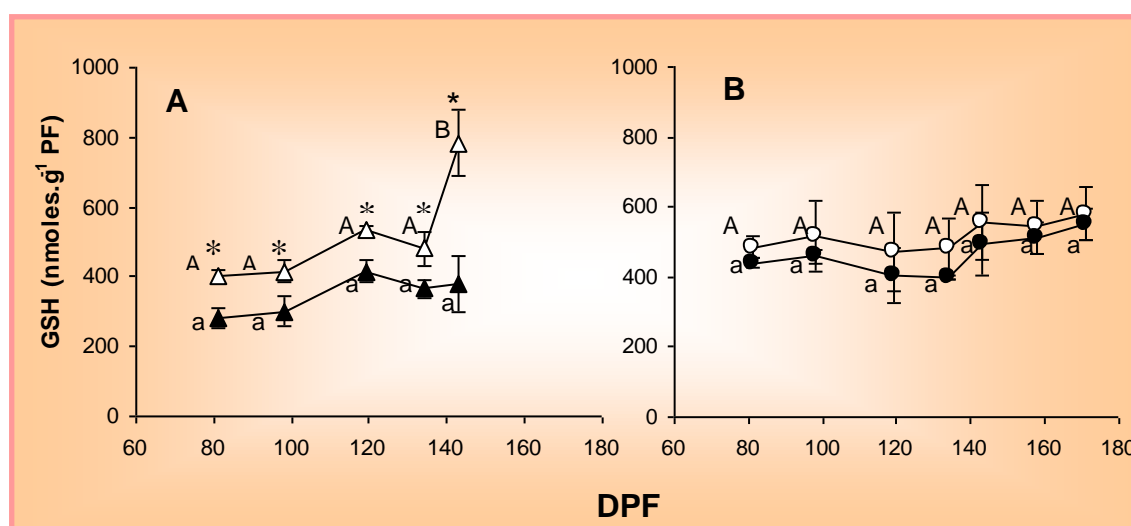 1000 1000
A B
* 
800 800
B
GSH (nmoles.g⁻¹ PF)
600 600
* * * * A A A A A A A
A A A A
400 400
a a a a a a a
a a a a a
200 200
0 0
60 80 100 120 140 160 180 60 80 100 120 140 160 180
DPF